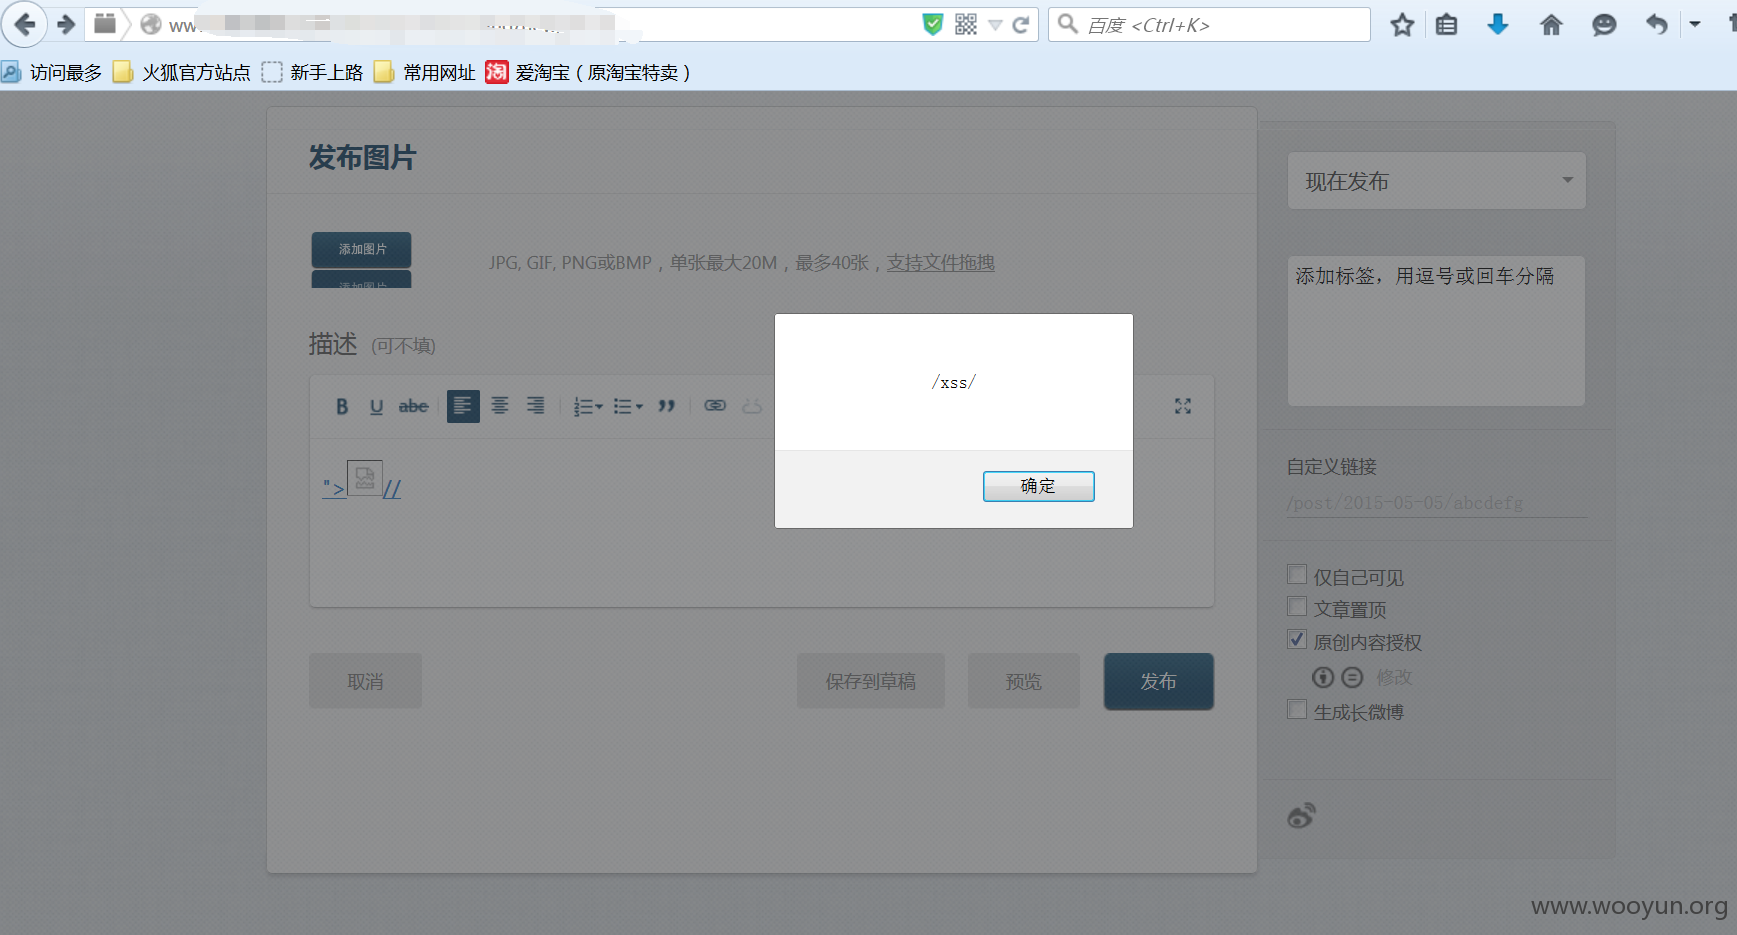 ww
百度 <Ctrl+K>
访问最多 火狐官方站点 新手上路 常用网址 淘 爱淘宝（原淘宝特卖）
发布图片
现在发布
添加图片
添加图片
JPG, GIF, PNG或BMP，单张最大20M，最多40张，支持文件拖拽
添加标签，用逗号或回车分隔
描述 (可不填)
/xss/
B U abc
确定
">//
自定义链接
/post/2015-05-05/abcdefg
仅自己可见
文章置顶
原创内容授权
修改
生成长微博
取消 保存到草稿 预览 发布
www.wooyun.org